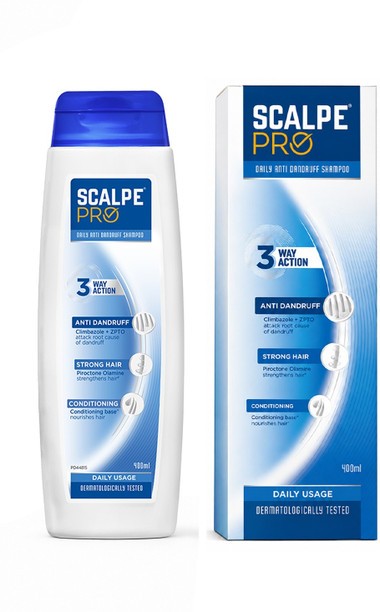 SCALPE®
PRO
DAILY ANTI DANDRUFF SHAMPOO
3 WAY
ACTION
ANTI DANDRUFF
Climbazole + ZPTO
attack root cause
of dandruff
STRONG HAIR
Piroctone Olamine
strengthens hair*
CONDITIONING
Conditioning base*
nourishes hair
400ml
DAILY USAGE
DERMATOLOGICALLY TESTED
SCALPE®
PRO
DAILY ANTI DANDRUFF SHAMPOO
3 WAY
ACTION
ANTI DANDRUFF
Climbazole + ZPTO
attack root cause
of dandruff
STRONG HAIR
Piroctone Olamine
strengthens hair*
CONDITIONING
Conditioning base*
nourishes hair
400ml
DAILY USAGE
DERMATOLOGICALLY TESTED